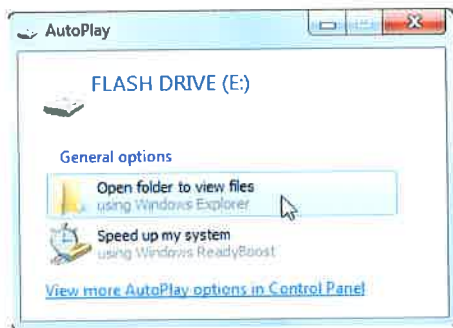 AutoPlay
FLASH DRIVE (E:)
General options
Open folder to view files
using Windows Explorer
Speed up my system
using Windows ReadyBoost
View more AutoPlay options in Control Panel